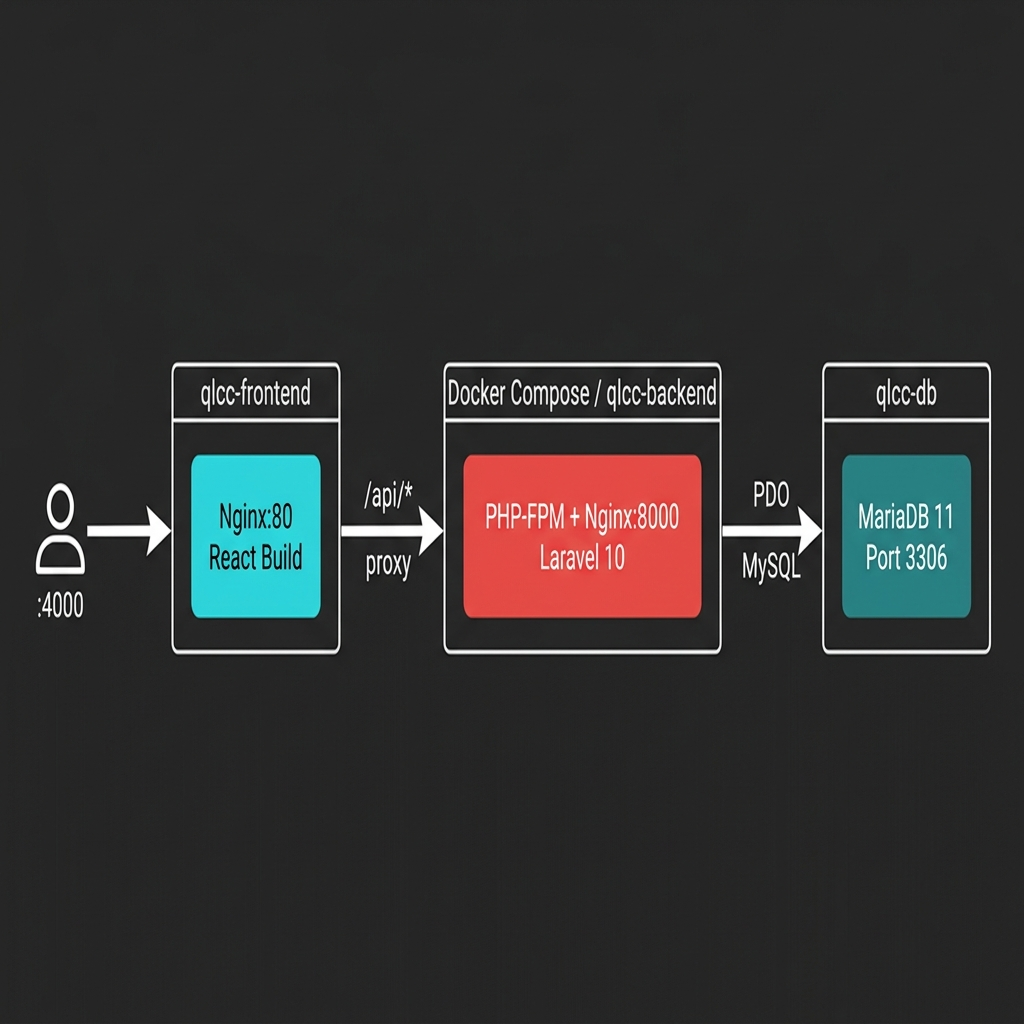 :4000
qlcc-frontend
Nginx:80
React Build
/api/*
proxy
Docker Compose / qlcc-backend
PHP-FPM + Nginx:8000
Laravel 10
PDO
MySQL
qlcc-db
MariaDB 11
Port 3306